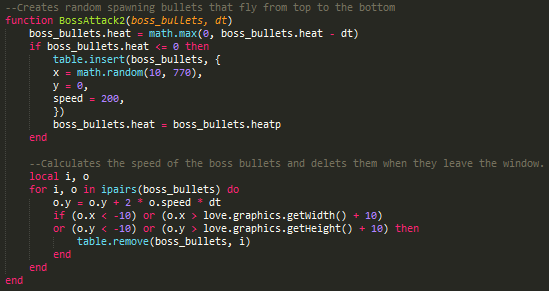 --Creates random spawning bullets that fly from top to the bottom
function BossAttack2(boss_bullets, dt)
    boss_bullets.heat = math.max(0, boss_bullets.heat - dt)
    if boss_bullets.heat <= 0 then
        table.insert(boss_bullets, {
        x = math.random(10, 770),
        y = 0,
        speed = 200,
        })
        boss_bullets.heat = boss_bullets.heatp
    end
    --Calculates the speed of the boss bullets and deletes them when they leave the window.
    local i, o
    for i, o in ipairs(boss_bullets) do
        o.y = o.y + 2 * o.speed * dt
        if (o.x < -10) or (o.x > love.graphics.getWidth() + 10)
        or (o.y < -10) or (o.y > love.graphics.getHeight() + 10) then
            table.remove(boss_bullets, i)
        end
    end
end